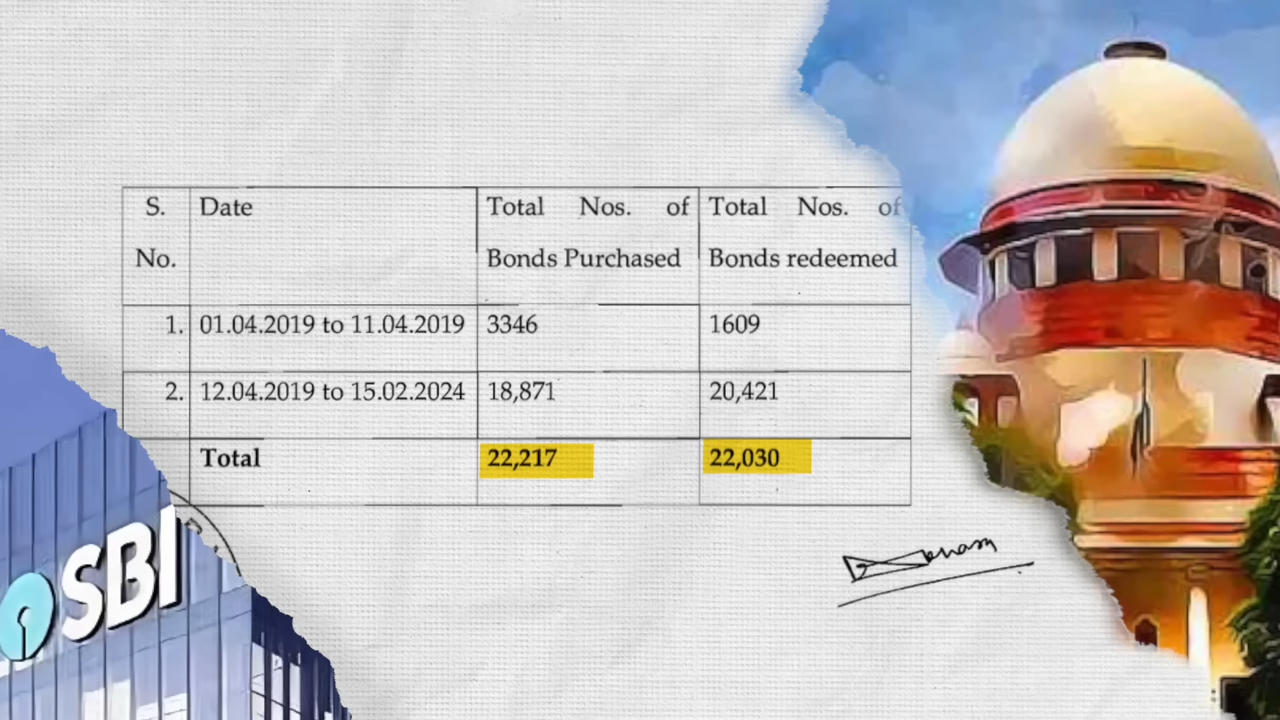 S. Date Total Nos. of Total Nos. of
No. Bonds Purchased Bonds redeemed
1. 01.04.2019 to 11.04.2019 3346 1609
2. 12.04.2019 to 15.02.2024 18,871 20,421
Total 22,217 22,030
SBI